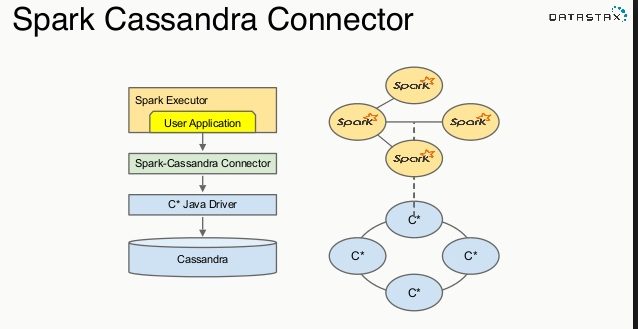 Spark Cassandra Connector
DATASTAX
Spark Executor
User Application
Spark-Cassandra Connector
C* Java Driver
Cassandra
Spark
Spark
Spark
Spark
C*
C*
C*
C*